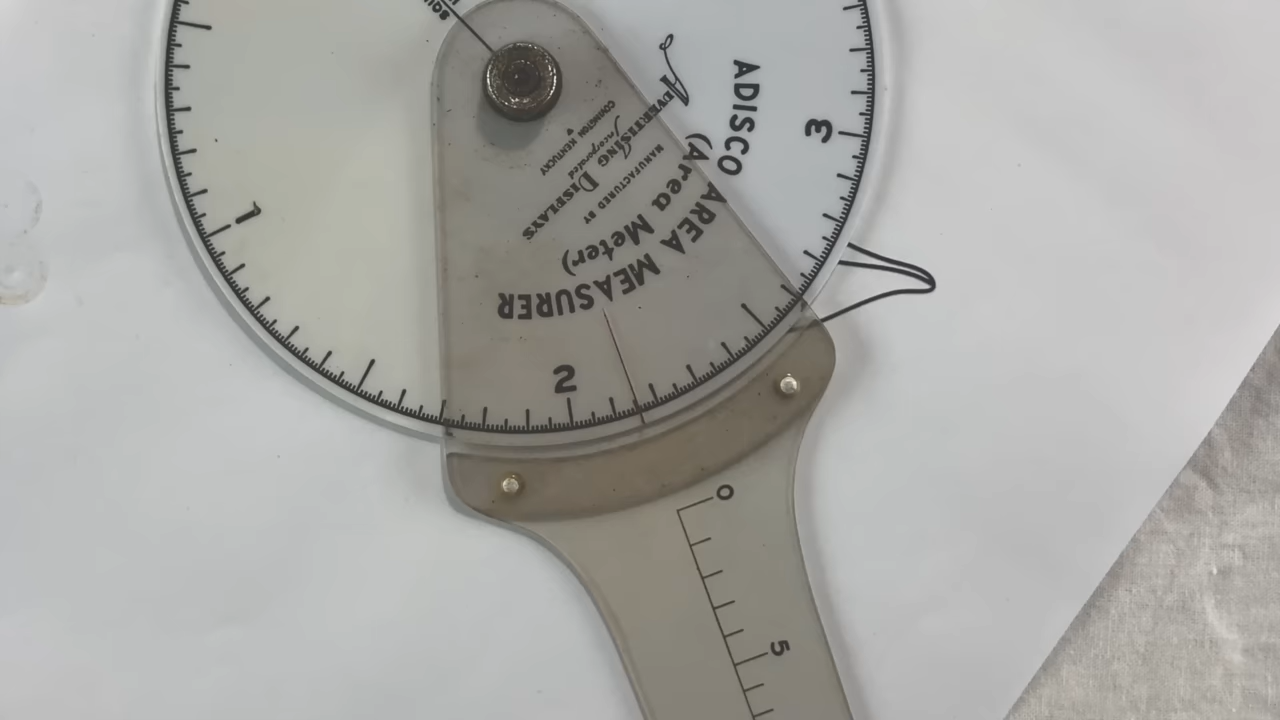 ADISCO AREA MEASURER
(Area Meter)
MANUFACTURED BY
ADVERTISING DISPLAYS
Incorporated
COVINGTON KENTUCKY
1
2
3
0
5